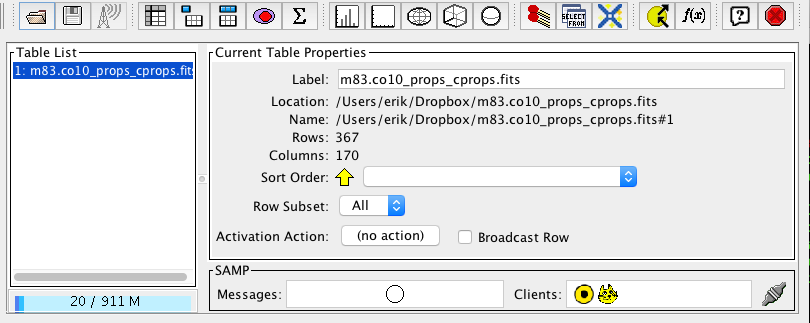 Σ
SELECT
FROM
f(x)
?
Table List
1: m83.co10_props_cprops.fits
20 / 911 M
Current Table Properties
Label: m83.co10_props_cprops.fits
Location: /Users/erik/Dropbox/m83.co10_props_cprops.fits
Name: /Users/erik/Dropbox/m83.co10_props_cprops.fits#1
Rows: 367
Columns: 170
Sort Order:
Row Subset: All
Activation Action: (no action) Broadcast Row
SAMP
Messages: Clients: